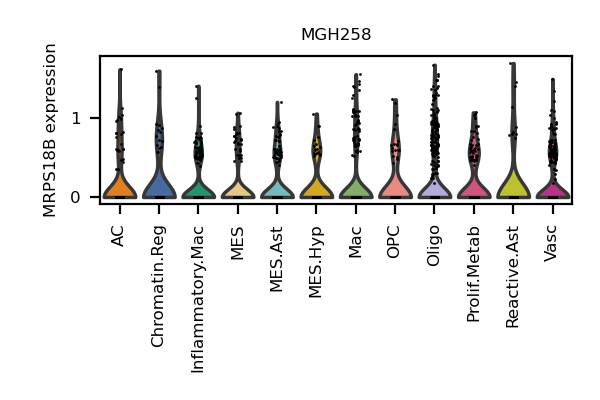 MGH258
MRPS18B expression
1
0
AC
Chromatin.Reg
Inflammatory.Mac
MES
MES.Ast
MES.Hyp
Mac
OPC
Oligo
Prolif.Metab
Reactive.Ast
Vasc